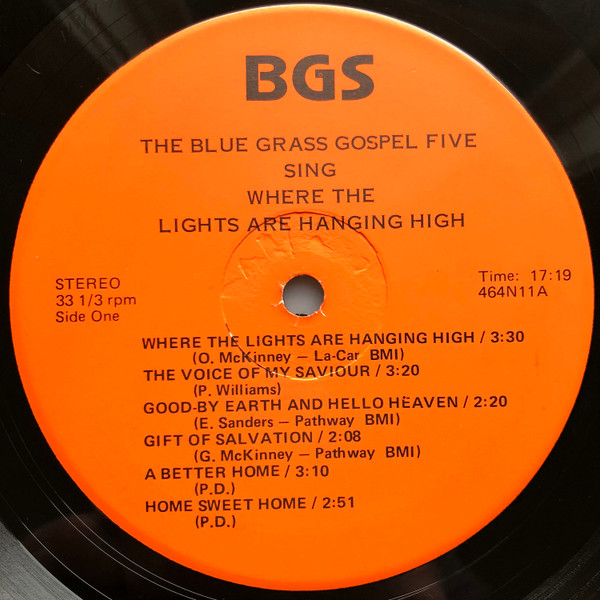 BGS
THE BLUE GRASS GOSPEL FIVE
SING
WHERE THE
LIGHTS ARE HANGING HIGH
STEREO
33 1/3 rpm
Side One
Time: 17:19
464N11A
WHERE THE LIGHTS ARE HANGING HIGH / 3:30
(O. McKinney – La-Car BMI)
THE VOICE OF MY SAVIOUR / 3:20
(P. Williams)
GOOD-BY EARTH AND HELLO HEAVEN / 2:20
(E. Sanders – Pathway BMI)
GIFT OF SALVATION / 2:08
(G. McKinney – Pathway BMI)
A BETTER HOME / 3:10
(P.D.)
HOME SWEET HOME / 2:51
(P.D.)